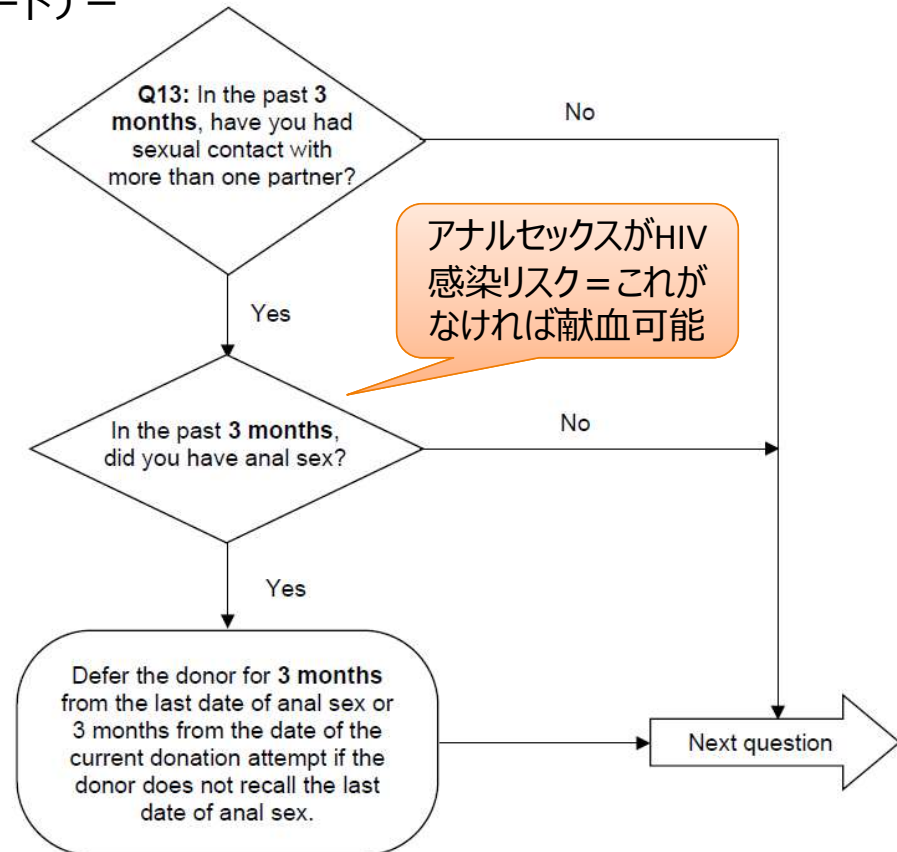 ートナー
Q13: In the past 3
months, have you had
sexual contact with
more than one partner?
No
アナルセックスがHIV
感染リスク＝これが
なければ献血可能
Yes
In the past 3 months,
did you have anal sex?
No
Yes
Defer the donor for 3 months
from the last date of anal sex or
3 months from the date of the
current donation attempt if the
donor does not recall the last
date of anal sex.
Next question